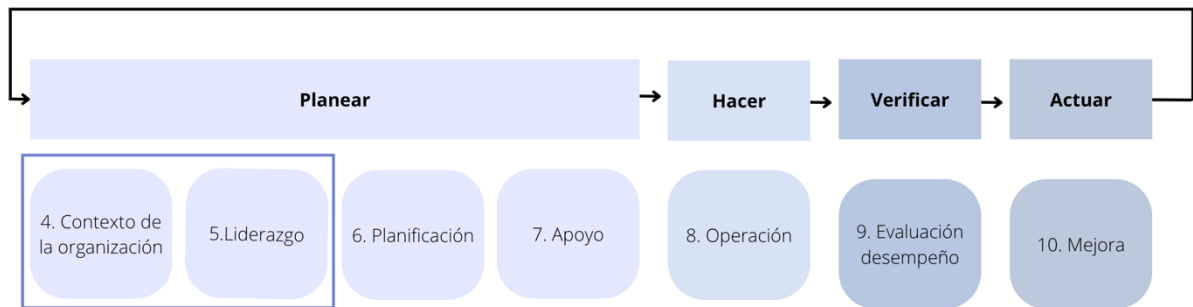 Planear
Hacer
Verificar
Actuar
4. Contexto de
la organización
5.Liderazgo
6. Planificación
7. Apoyo
8. Operación
9. Evaluación
desempeño
10. Mejora